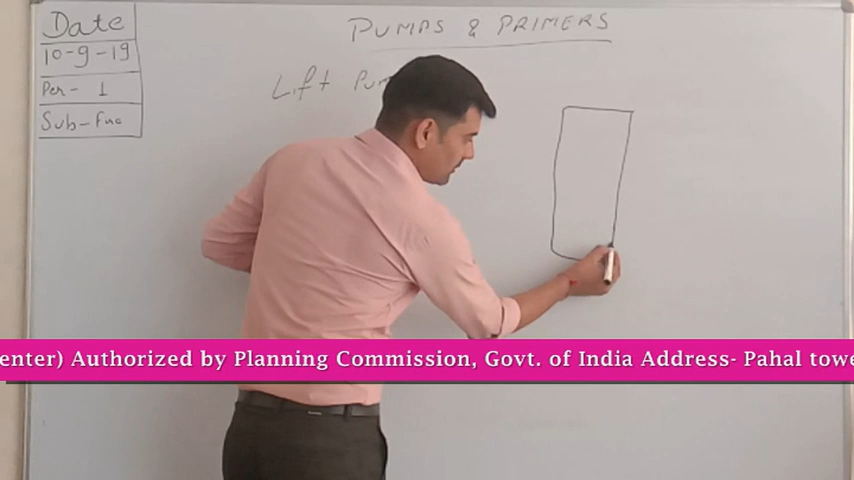 Date
10-9-19
Per- 1
Sub-
PUMPS & PRIMERS
Lift
enter) Authorized by Planning Commission, Govt. of India Address- Pahal towe